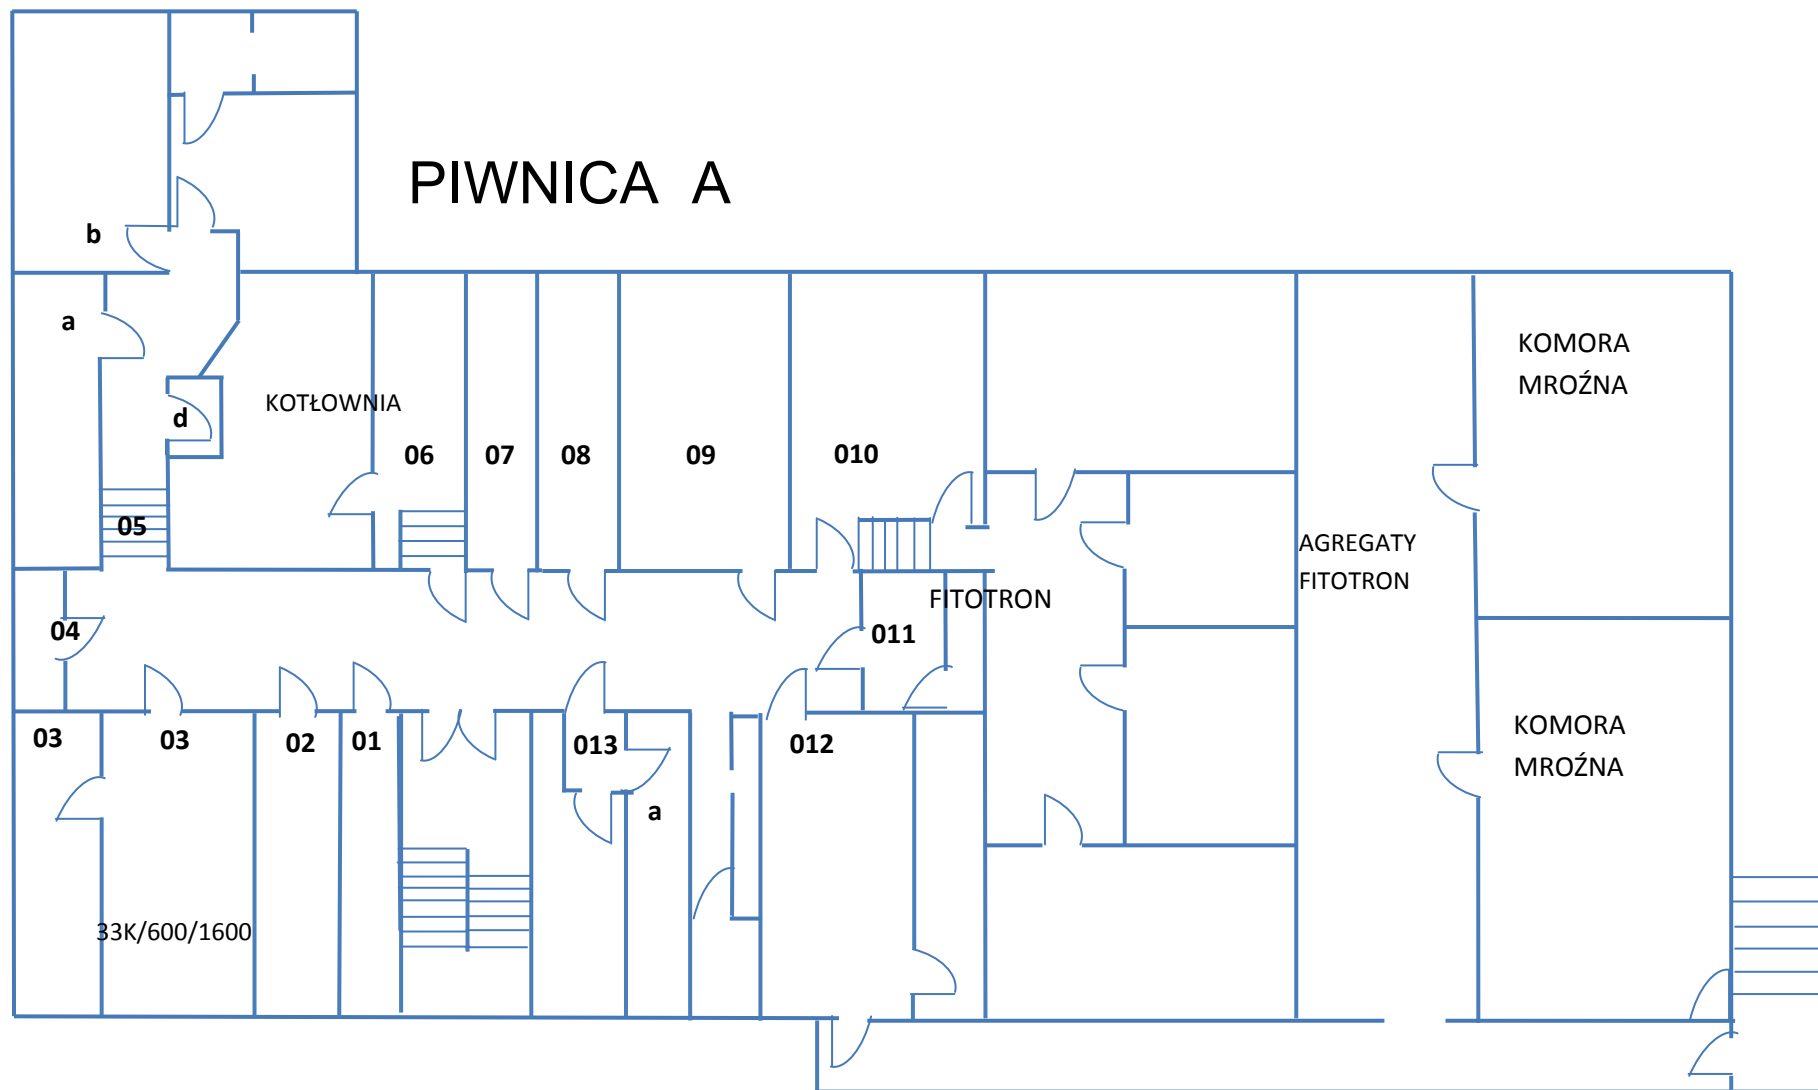 PIWNICA A
b
a
KOMORA
MROŹNA
d
KOTŁOWNIA
06
07
08
09
010
05
AGREGATY
FITOTRON
FITOTRON
04
011
03
03
02
01
013
012
KOMORA
MROŹNA
a
33K/600/1600